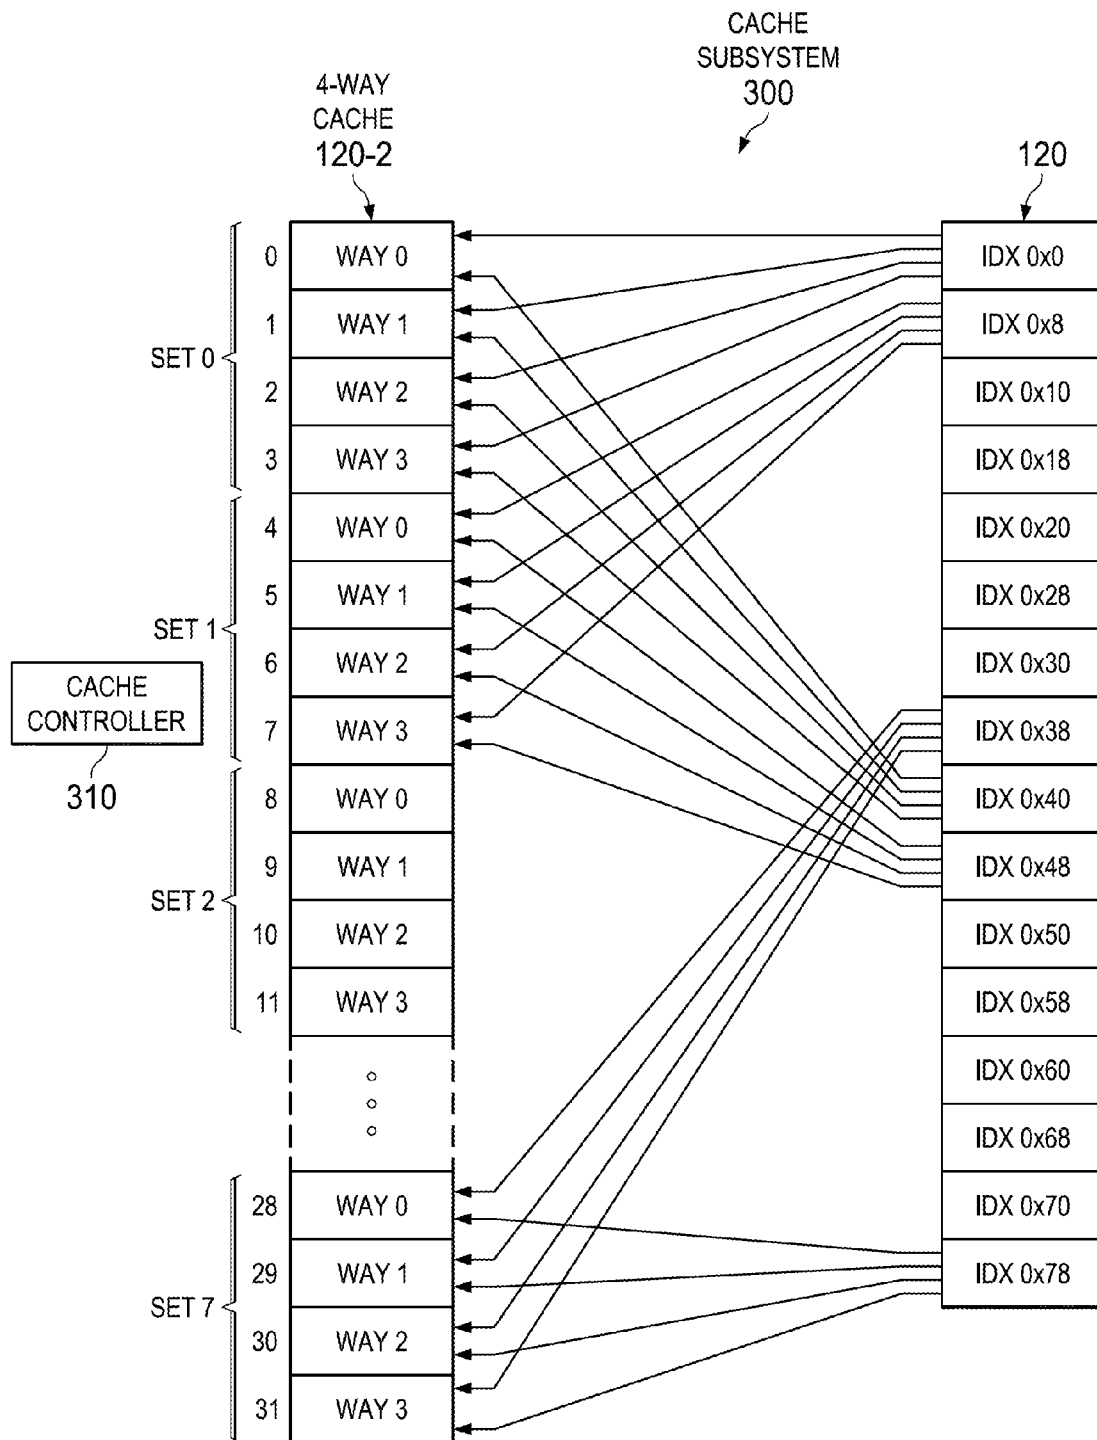 CACHE
SUBSYSTEM
300
4-WAY
CACHE
120-2
120
0
WAY 0
IDX 0x0
1
WAY 1
IDX 0x8
SET 0
2
WAY 2
IDX 0x10
3
WAY 3
IDX 0x18
4
WAY 0
IDX 0x20
5
WAY 1
IDX 0x28
SET 1
6
WAY 2
IDX 0x30
CACHE
CONTROLLER
310
7
WAY 3
IDX 0x38
8
WAY 0
IDX 0x40
9
WAY 1
IDX 0x48
SET 2
10
WAY 2
IDX 0x50
11
WAY 3
IDX 0x58
IDX 0x60
IDX 0x68
28
WAY 0
IDX 0x70
29
WAY 1
IDX 0x78
SET 7
30
WAY 2
31
WAY 3